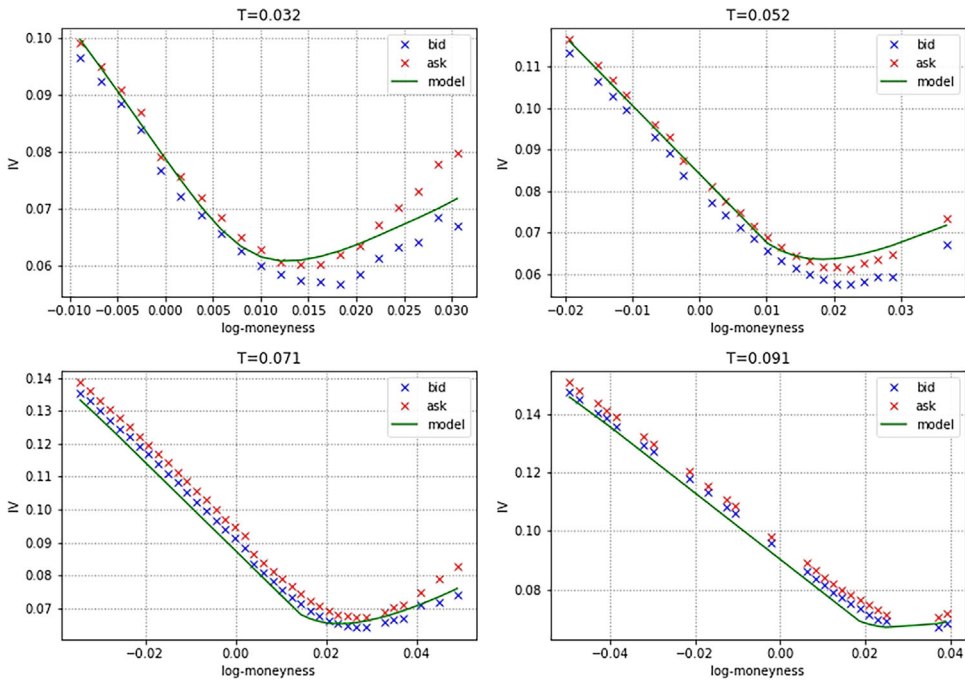 T=0.032
0.10
0.09
0.08
0.07
0.06
IV
bid
ask
model
−0.010 −0.005 0.000 0.005 0.010 0.015 0.020 0.025 0.030
log-moneyness
T=0.052
0.11
0.10
0.09
0.08
0.07
0.06
IV
bid
ask
model
−0.02 −0.01 0.00 0.01 0.02 0.03
log-moneyness
T=0.071
0.14
0.13
0.12
0.11
0.10
0.09
0.08
0.07
IV
bid
ask
model
−0.02 0.00 0.02 0.04
log-moneyness
T=0.091
0.14
0.12
0.10
0.08
IV
bid
ask
model
−0.04 −0.02 0.00 0.02 0.04
log-moneyness